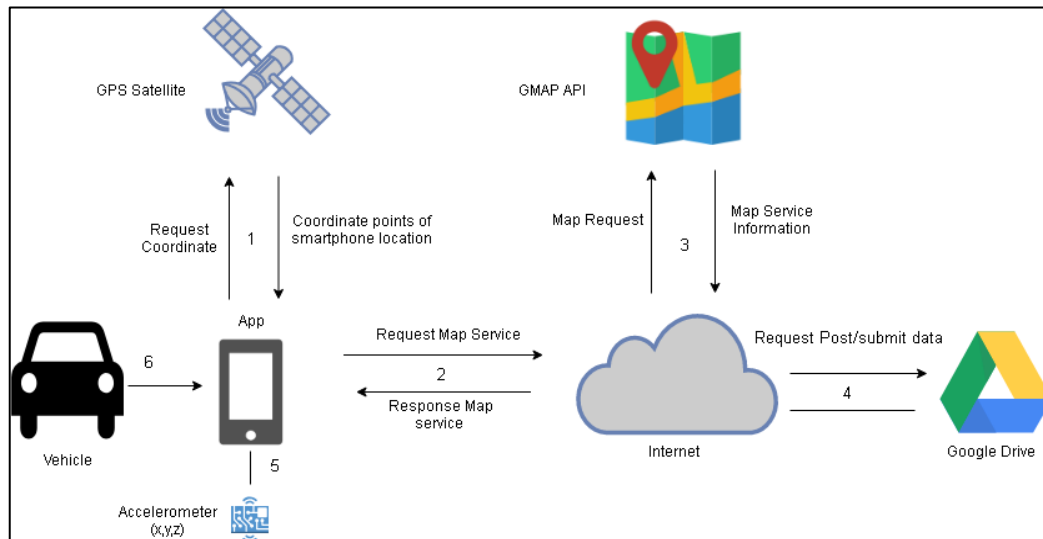 GPS Satellite
GMAP API
Request
Coordinate
1
Coordinate points of
smartphone location
Map Request
3
Map Service
Information
App
Vehicle
6
Request Map Service
2
Response Map
service
Internet
Request Post/submit data
4
Google Drive
5
Accelerometer
(x,y,z)